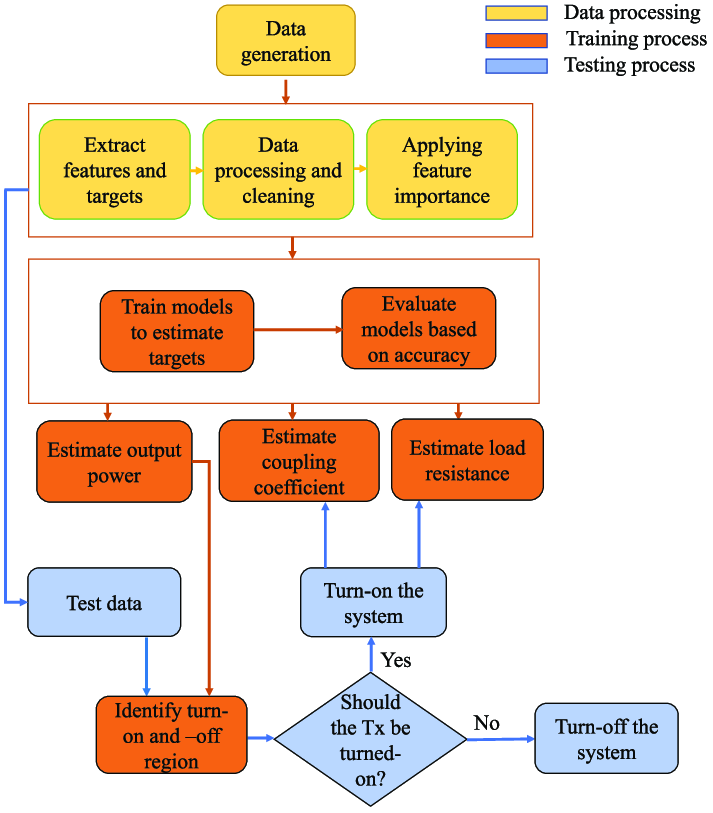 Data
generation
Data processing
Training process
Testing process
Extract
features and
targets
Data
processing and
cleaning
Applying
feature
importance
Train models
to estimate
targets
Evaluate
models based
on accuracy
Estimate output
power
Estimate
coupling
coefficient
Estimate load
resistance
Test data
Turn-on the
system
Yes
Identify turn-
on and –off
region
Should
the Tx be
turned-
on?
No
Turn-off the
system